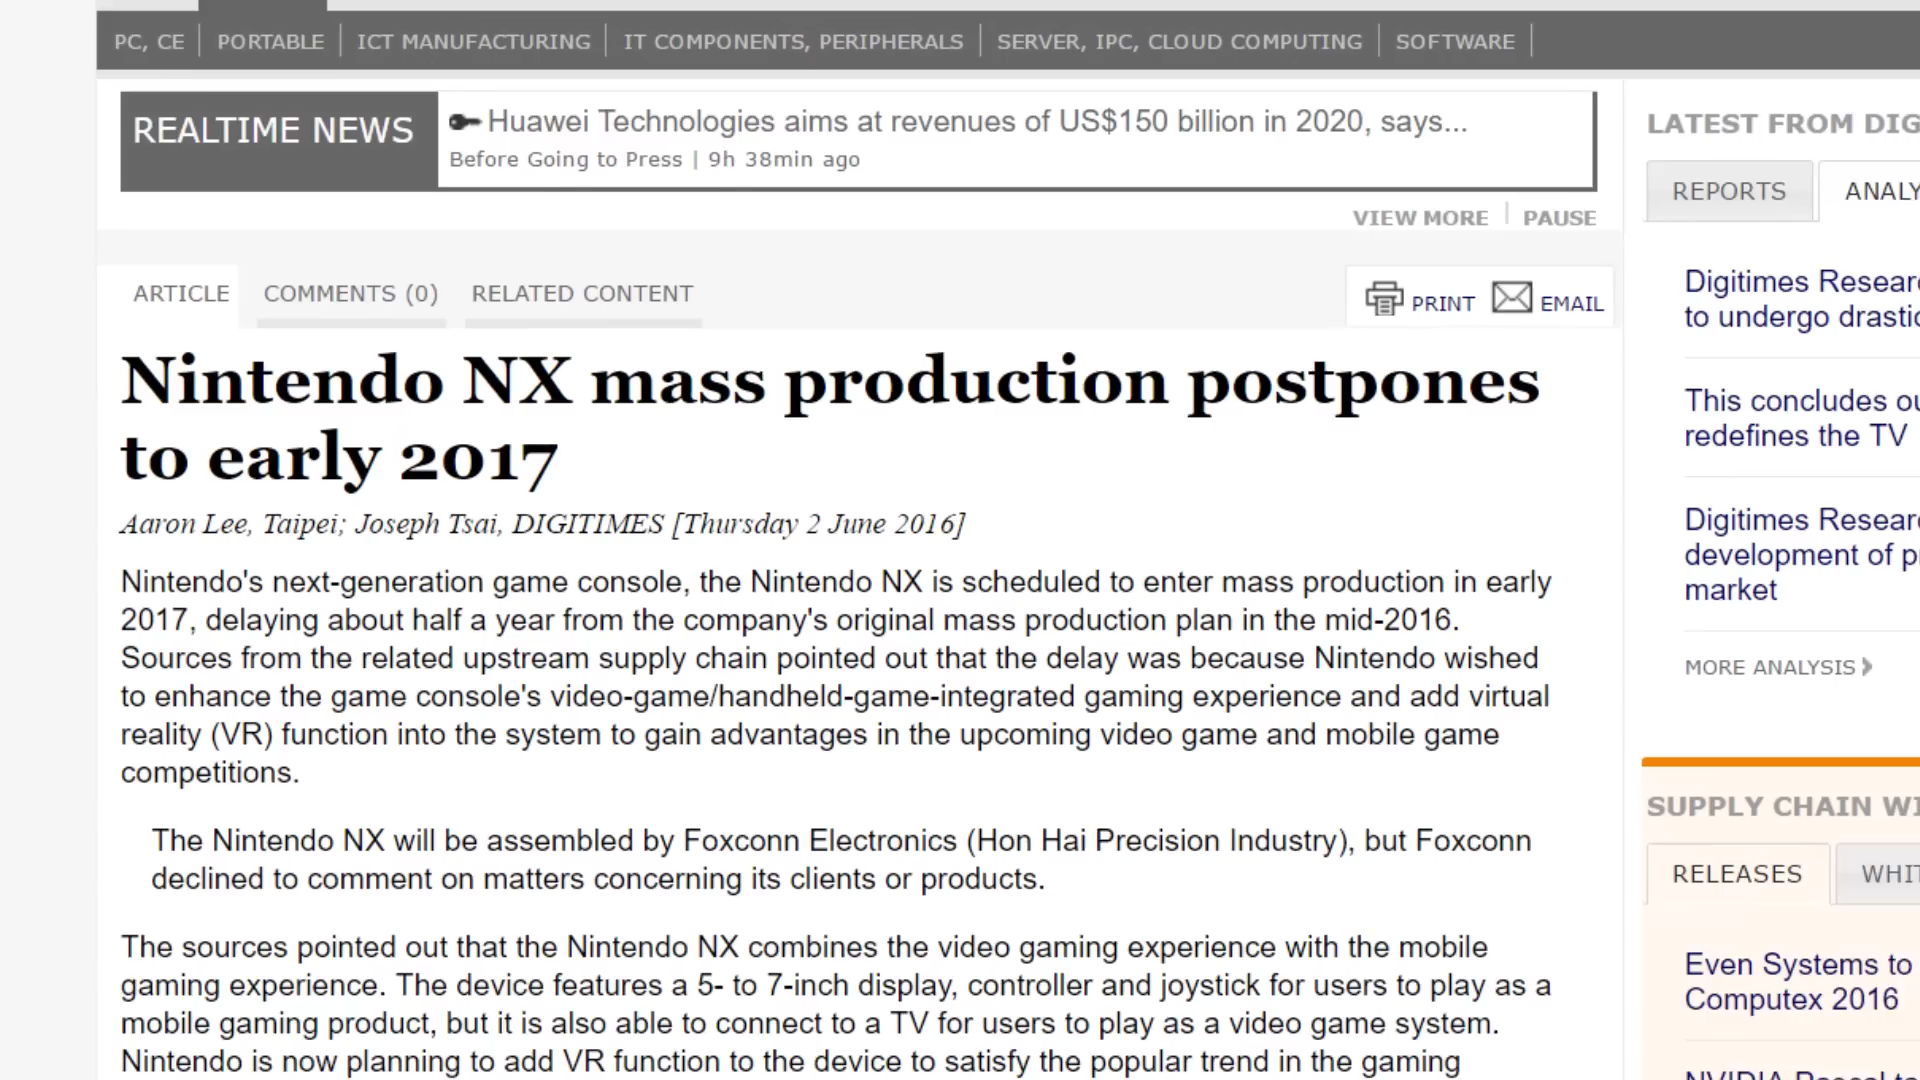 PC, CE
PORTABLE
ICT MANUFACTURING
IT COMPONENTS, PERIPHERALS
SERVER, IPC, CLOUD COMPUTING
SOFTWARE
REALTIME NEWS
Huawei Technologies aims at revenues of US$150 billion in 2020, says...
Before Going to Press | 9h 38min ago
VIEW MORE
PAUSE
ARTICLE
COMMENTS (0)
RELATED CONTENT
PRINT
EMAIL
Nintendo NX mass production postpones
to early 2017
Aaron Lee, Taipei; Joseph Tsai, DIGITIMES [Thursday 2 June 2016]
Nintendo's next-generation game console, the Nintendo NX is scheduled to enter mass production in early
2017, delaying about half a year from the company's original mass production plan in the mid-2016.
Sources from the related upstream supply chain pointed out that the delay was because Nintendo wished
to enhance the game console's video-game/handheld-game-integrated gaming experience and add virtual
reality (VR) function into the system to gain advantages in the upcoming video game and mobile game
competitions.
The Nintendo NX will be assembled by Foxconn Electronics (Hon Hai Precision Industry), but Foxconn
declined to comment on matters concerning its clients or products.
The sources pointed out that the Nintendo NX combines the video gaming experience with the mobile
gaming experience. The device features a 5- to 7-inch display, controller and joystick for users to play as a
mobile gaming product, but it is also able to connect to a TV for users to play as a video game system.
Nintendo is now planning to add VR function to the device to satisfy the popular trend in the gaming
LATEST FROM DIG
REPORTS
ANALY
Digitimes Resear
to undergo drastic
This concludes ou
redefines the TV
Digitimes Resear
development of p
market
MORE ANALYSIS
SUPPLY CHAIN WI
RELEASES
WHIT
Even Systems to
Computex 2016